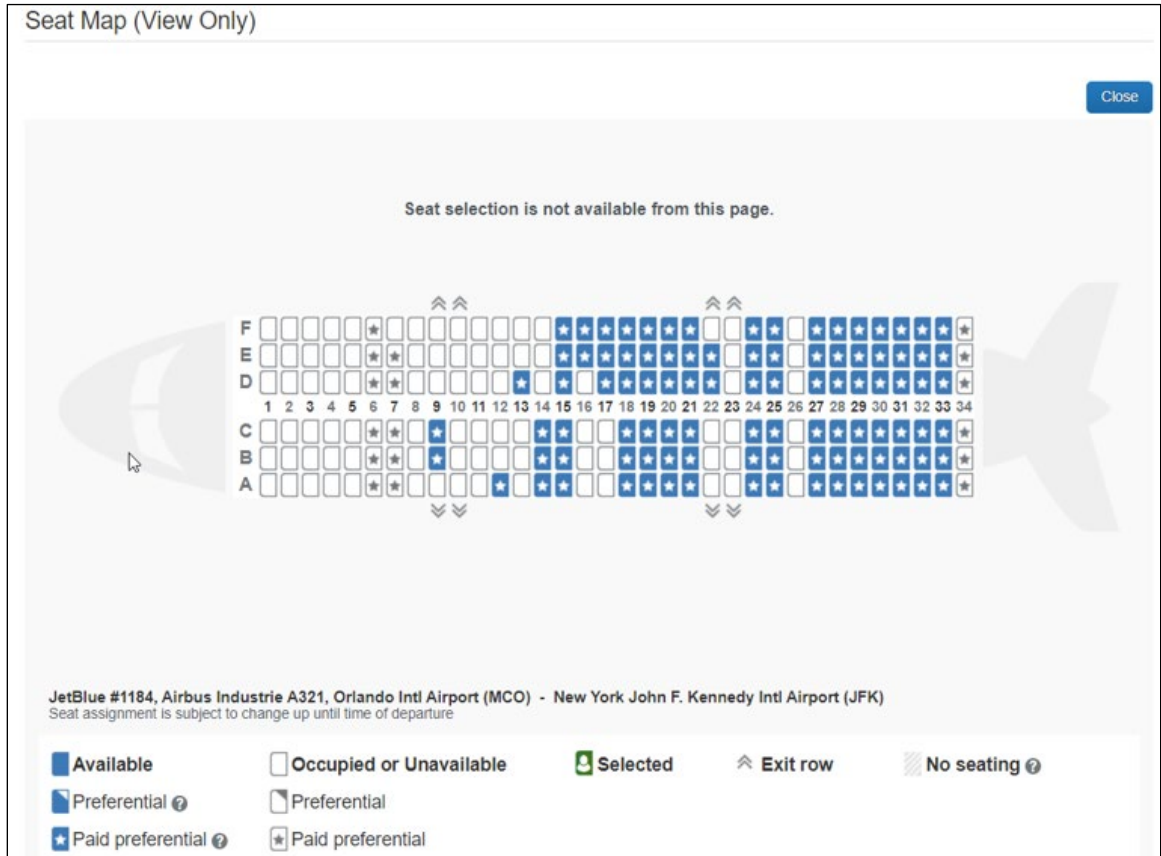 Seat Map (View Only)
Close
Seat selection is not available from this page.
F
E
D
1 2 3 4 5 6 7 8 9 10 11 12 13 14 15 16 17 18 19 20 21 22 23 24 25 26 27 28 29 30 31 32 33 34
C
B
A
JetBlue #1184, Airbus Industrie A321, Orlando Intl Airport (MCO) - New York John F. Kennedy Intl Airport (JFK)
Seat assignment is subject to change up until time of departure
Available Occupied or Unavailable Selected Exit row No seating ?
Preferential ? Preferential
Paid preferential ? Paid preferential